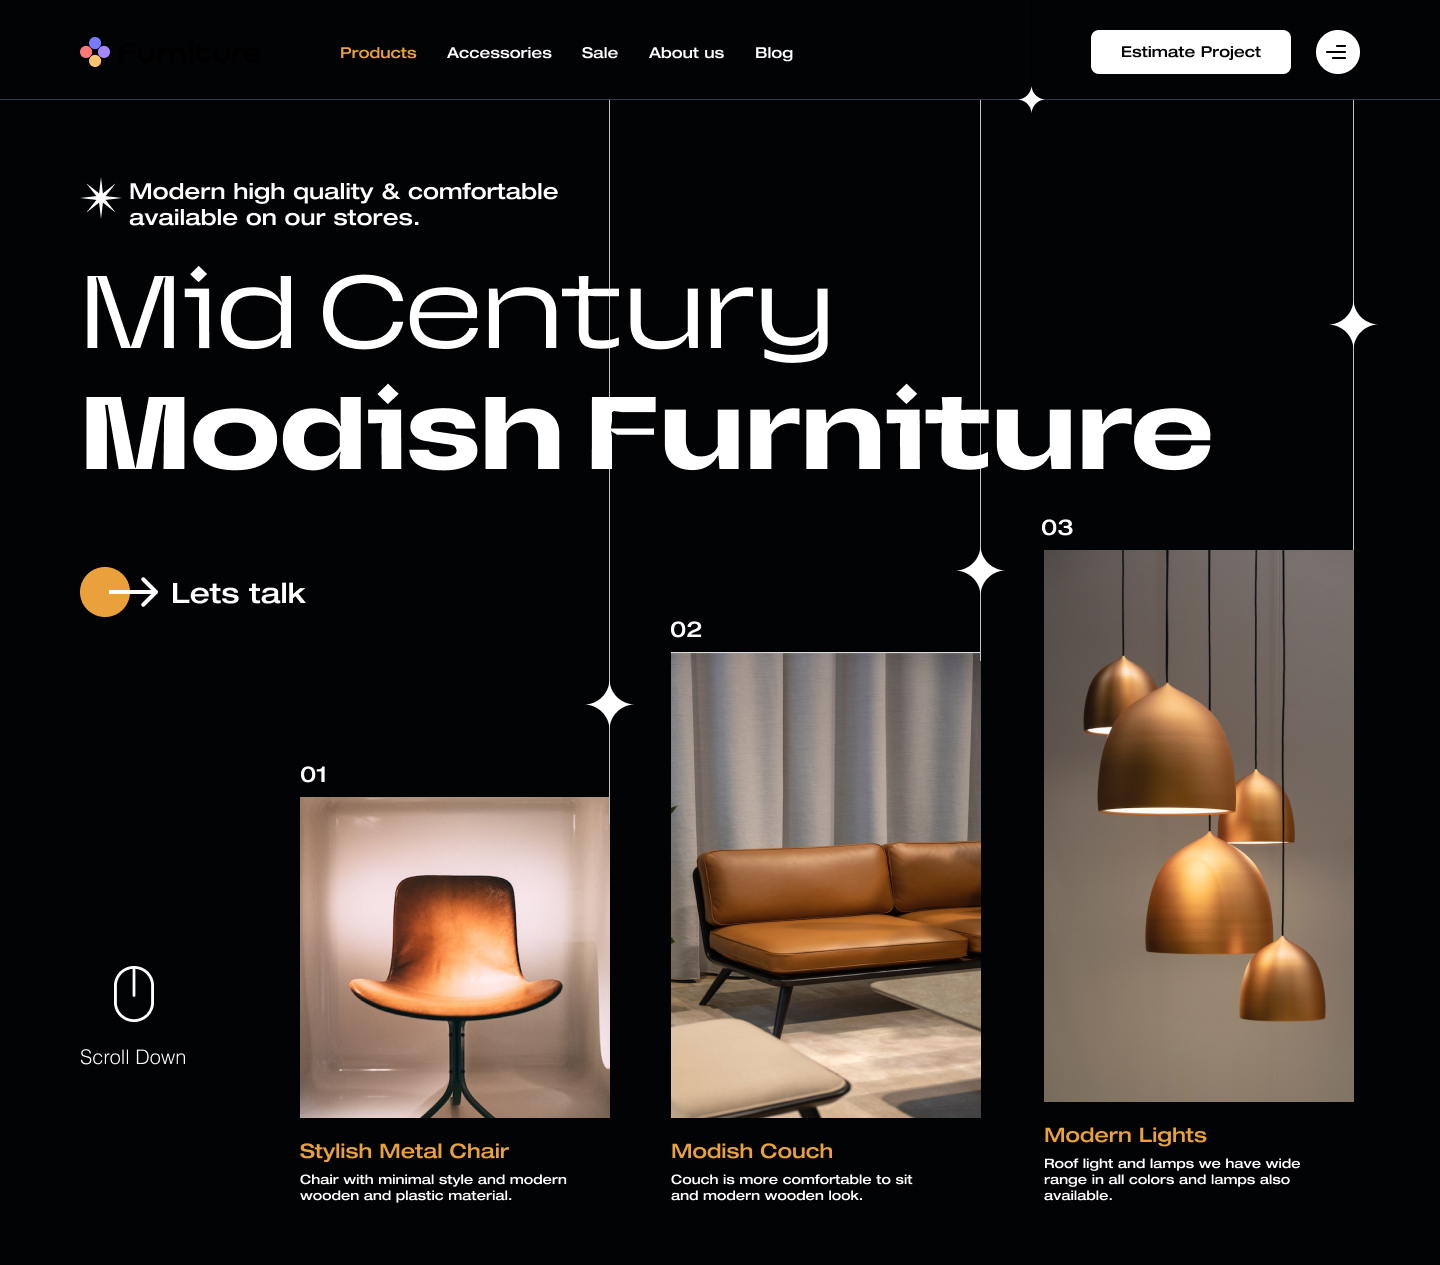 Furniture
Products
Accessories
Sale
About us
Blog
Estimate Project
Modern high quality & comfortable
available on our stores.
Mid Century
Modish Furniture
Lets talk
01
02
03
Scroll Down
Stylish Metal Chair
Chair with minimal style and modern
wooden and plastic material.
Modish Couch
Couch is more comfortable to sit
and modern wooden look.
Modern Lights
Roof light and lamps we have wide
range in all colors and lamps also
available.